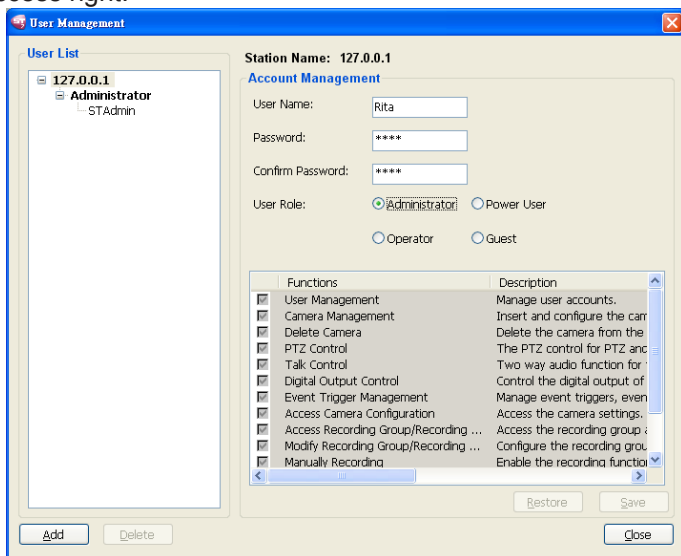 User Management
User List
127.0.0.1
Administrator
STAdmin
Station Name: 127.0.0.1
Account Management
User Name: Rita
Password: ****
Confirm Password: ****
User Role: Administrator Power User
Operator Guest
Functions Description
User Management Manage user accounts.
Camera Management Insert and configure the cam
Delete Camera Delete the camera from the
PTZ Control The PTZ control for PTZ and
Talk Control Two way audio function for
Digital Output Control Control the digital output of
Event Trigger Management Manage event triggers, even
Access Camera Configuration Access the camera settings.
Access Recording Group/Recording ... Access the recording group
Modify Recording Group/Recording ... Configure the recording grou
Manually Recording Enable the recording function
Restore Save
Add Delete Close